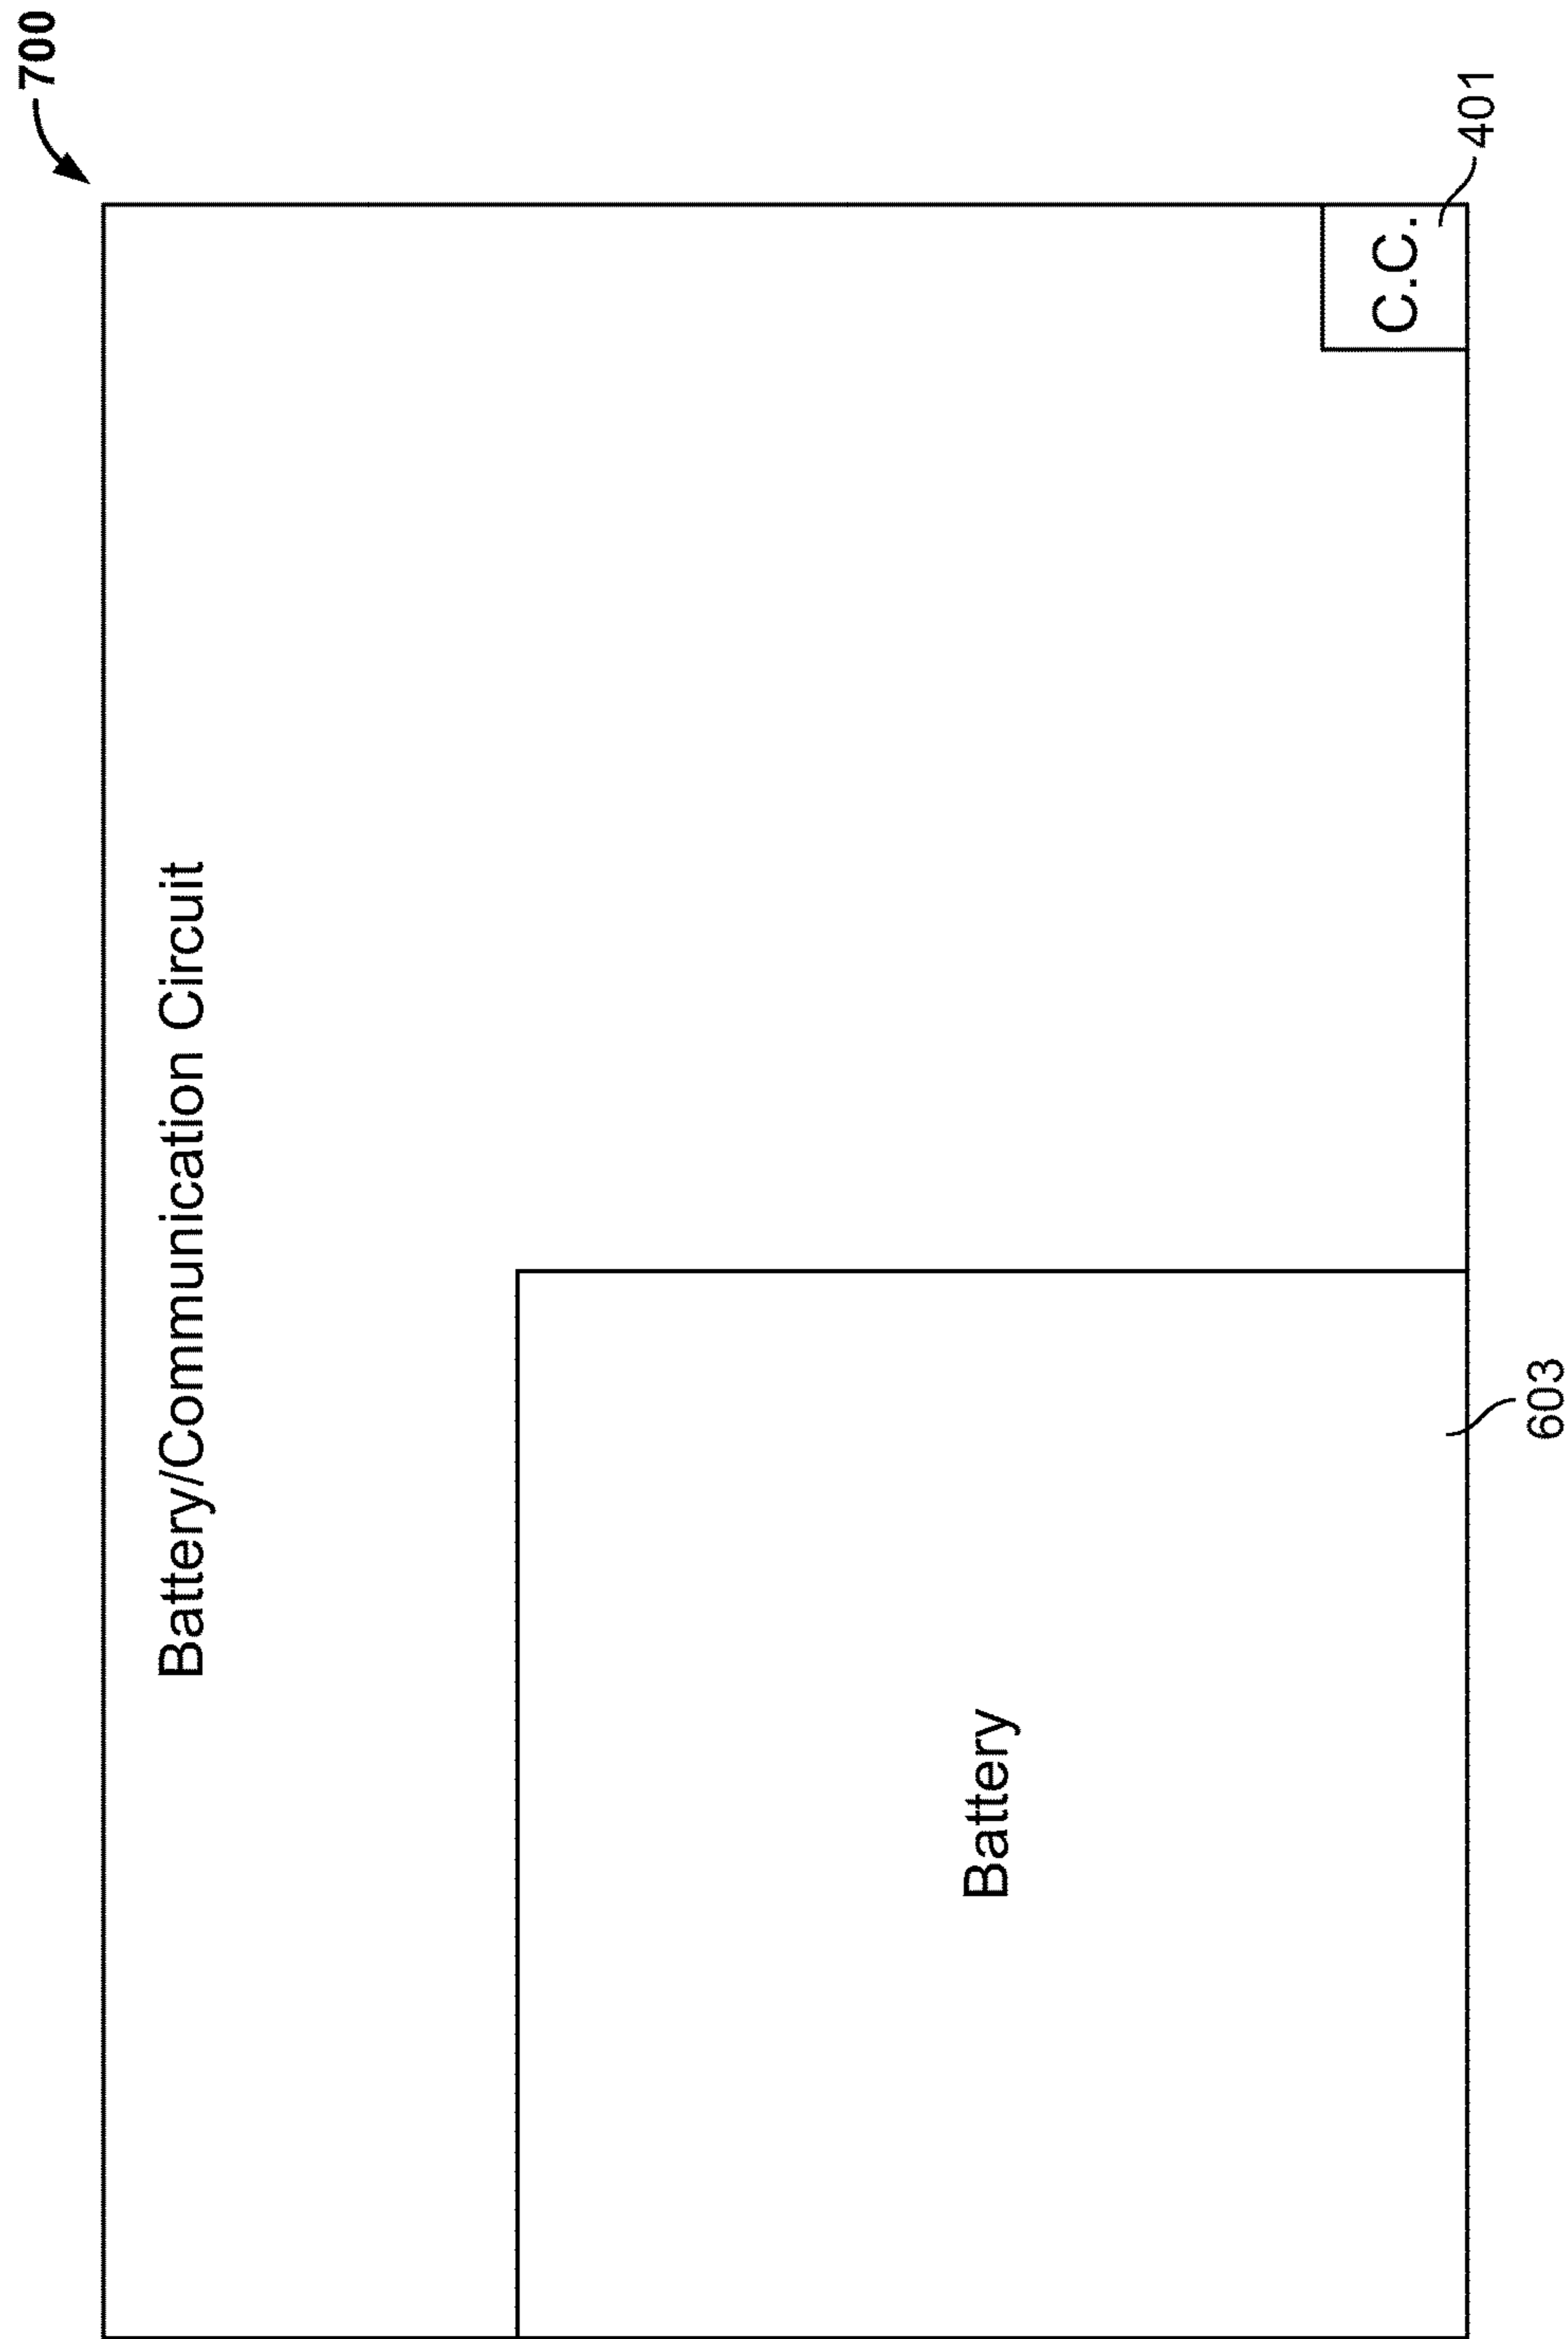 700
Battery/Communication Circuit
Battery
C.C.
603
401